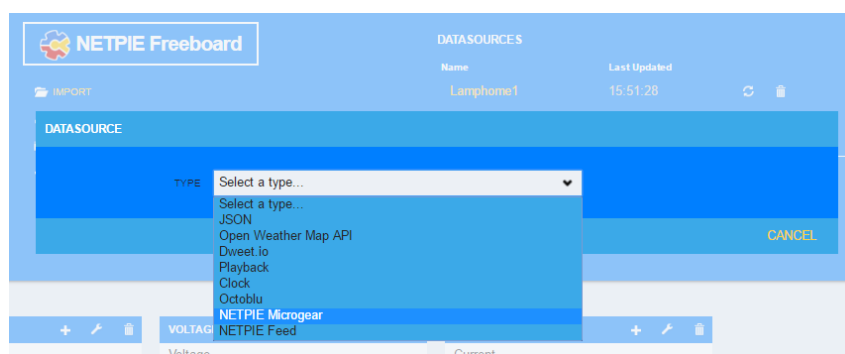 NETPIE Freeboard
DATASOURCES
Name Last Updated
IMPORT
Lamphome1 15:51:28
DATASOURCE
TYPE Select a type...
Select a type...
JSON
Open Weather Map API
Dweet.io
Playback
Clock
Octoblu
NETPIE Microgear
NETPIE Feed
CANCEL
VOLTAG
Voltage Current